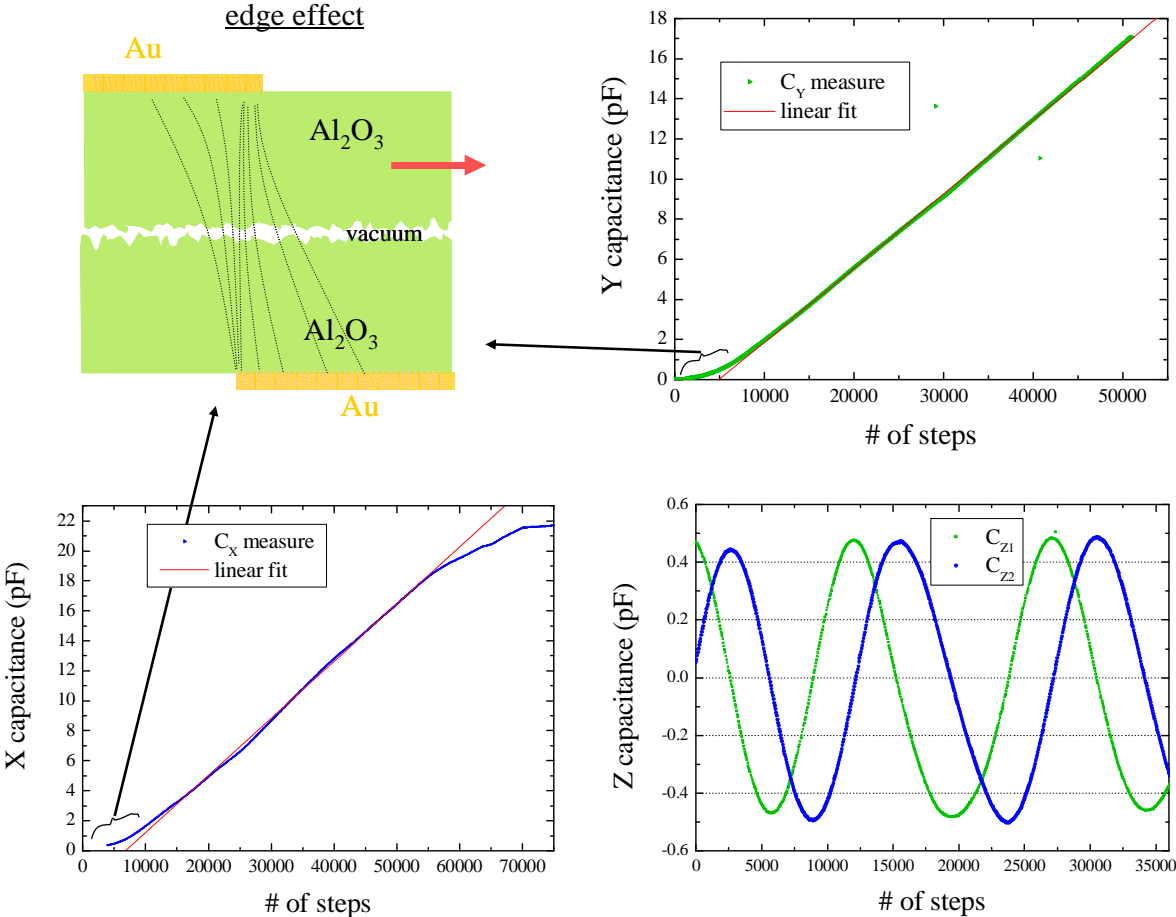 edge effect
Au
Al₂O₃
vacuum
Al₂O₃
Au
18
16
14
12
10
8
6
4
2
0
Y capacitance (pF)
C_Y measure
linear fit
0 10000 20000 30000 40000 50000
# of steps
22
20
18
16
14
12
10
8
6
4
2
0
X capacitance (pF)
C_X measure
linear fit
0 10000 20000 30000 40000 50000 60000 70000
# of steps
0.6
0.4
0.2
0.0
-0.2
-0.4
-0.6
Z capacitance (pF)
C_Z1
C_Z2
0 5000 10000 15000 20000 25000 30000 35000
# of steps